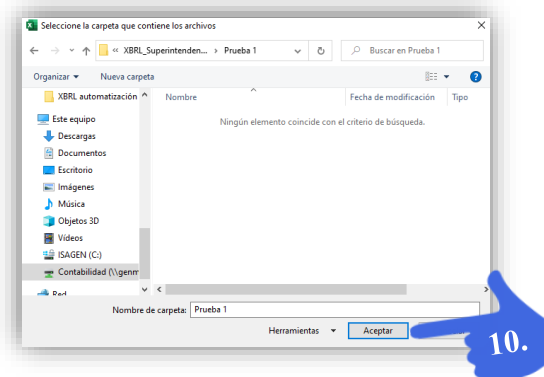 Seleccione la carpeta que contiene los archivos
« XBRL_Superintenden... › Prueba 1
Buscar en Prueba 1
Organizar
Nueva carpeta
XBRL automatización
Nombre
Fecha de modificación
Tipo
Ningún elemento coincide con el criterio de búsqueda.
Este equipo
Descargas
Documentos
Escritorio
Imágenes
Música
Objetos 3D
Vídeos
ISAGEN (C:)
Contabilidad (\\genm
Red
Nombre de carpeta: Prueba 1
Herramientas
Aceptar
10.